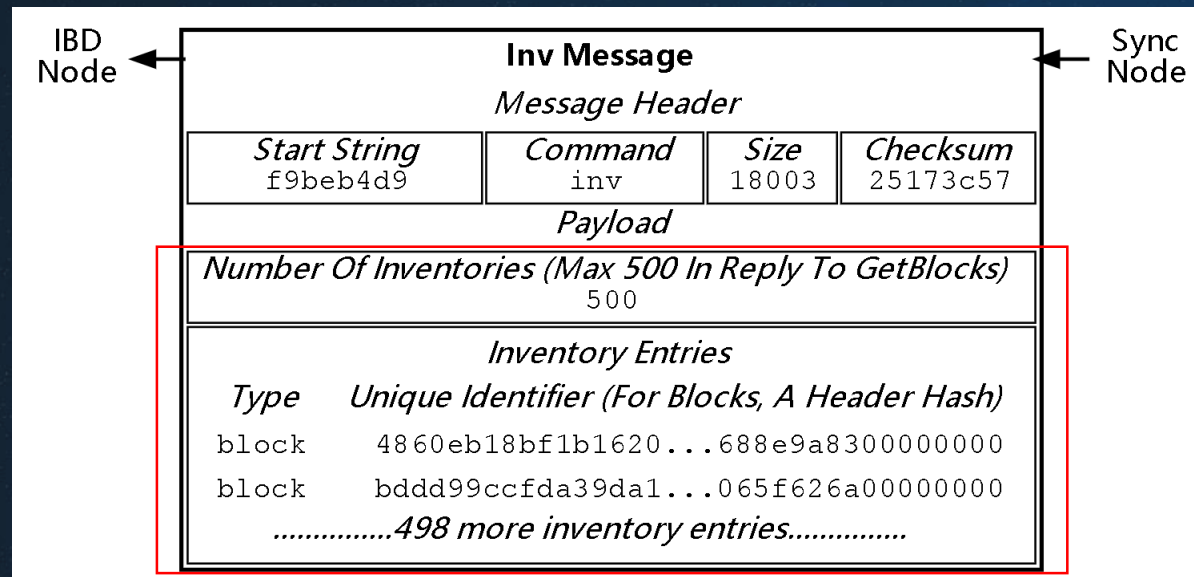 IBD Node
Sync Node
Inv Message
Message Header
Start String Command Size Checksum
f9beb4d9 inv 18003 25173c57
Payload
Number Of Inventories (Max 500 In Reply To GetBlocks)
500
Inventory Entries
Type Unique Identifier (For Blocks, A Header Hash)
block 4860eb18bf1b1620...688e9a8300000000
block bddd99ccfda39da1...065f626a00000000
...............498 more inventory entries...............